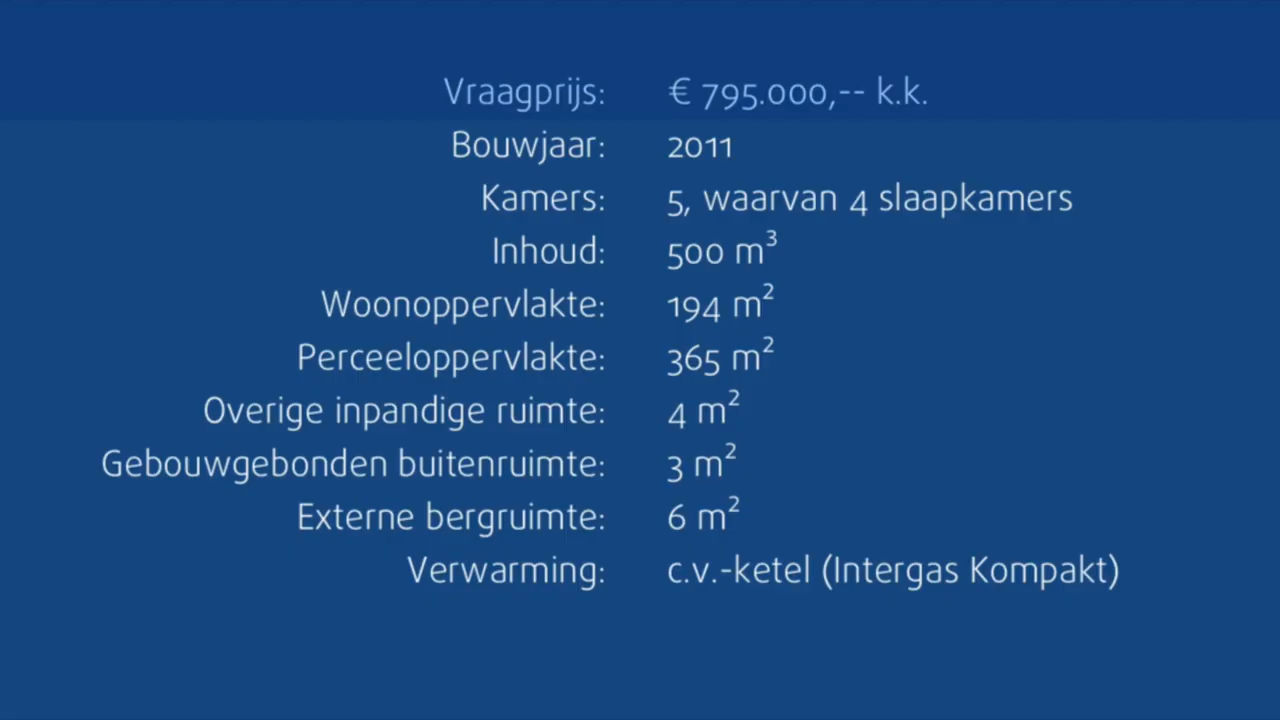 Vraagprijs: € 795.000,-- k.k.
Bouwjaar: 2011
Kamers: 5, waarvan 4 slaapkamers
Inhoud: 500 m³
Woonoppervlakte: 194 m²
Perceeloppervlakte: 365 m²
Overige inpandige ruimte: 4 m²
Gebouwgebonden buitenruimte: 3 m²
Externe bergruimte: 6 m²
Verwarming: c.v.-ketel (Intergas Kompakt)